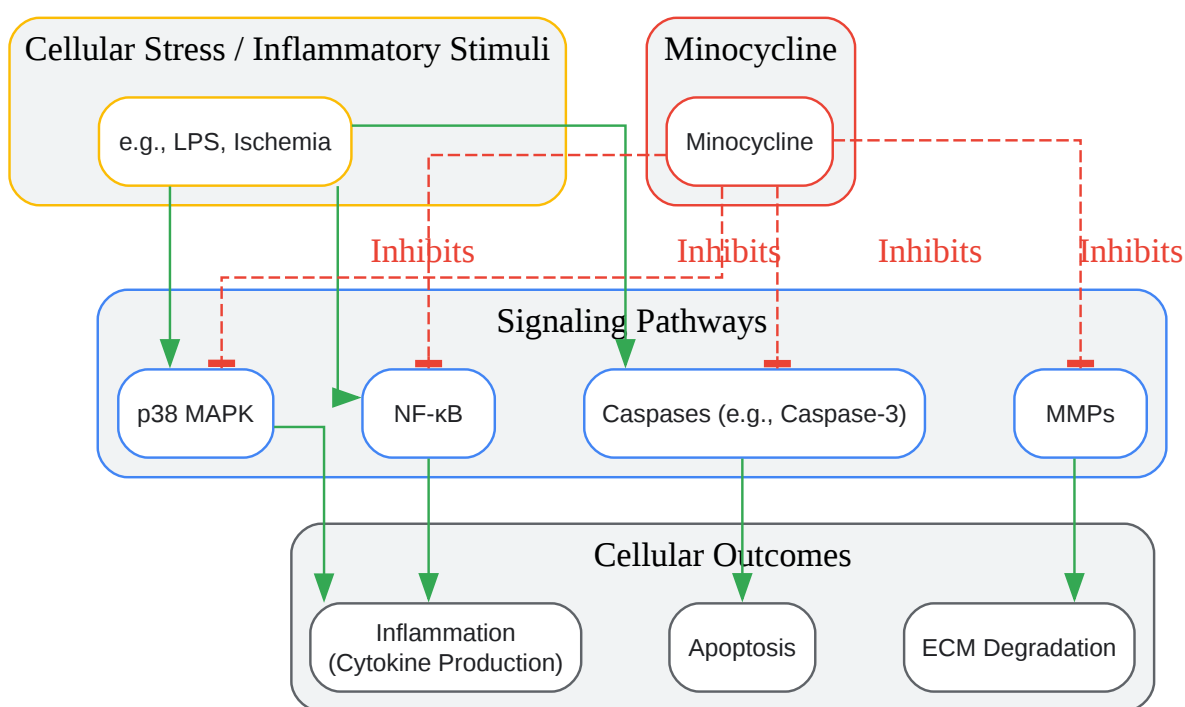 Cellular Stress / Inflammatory Stimuli
Minocycline
e.g., LPS, Ischemia
Minocycline
Inhibits
Inhibits
Inhibits
Inhibits
Signaling Pathways
p38 MAPK
NF-κB
Caspases (e.g., Caspase-3)
MMPs
Cellular Outcomes
Inflammation
(Cytokine Production)
Apoptosis
ECM Degradation